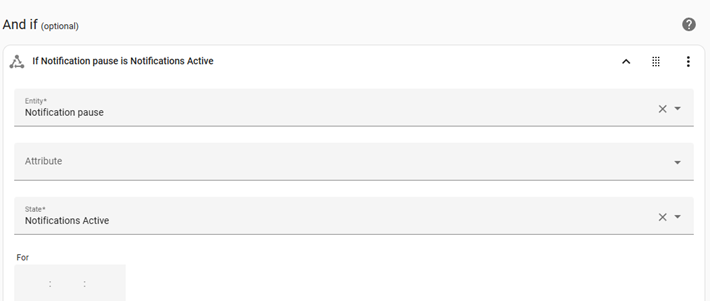 And if (optional)
If Notification pause is Notifications Active
Entity*
Notification pause
Attribute
State*
Notifications Active
For
: :